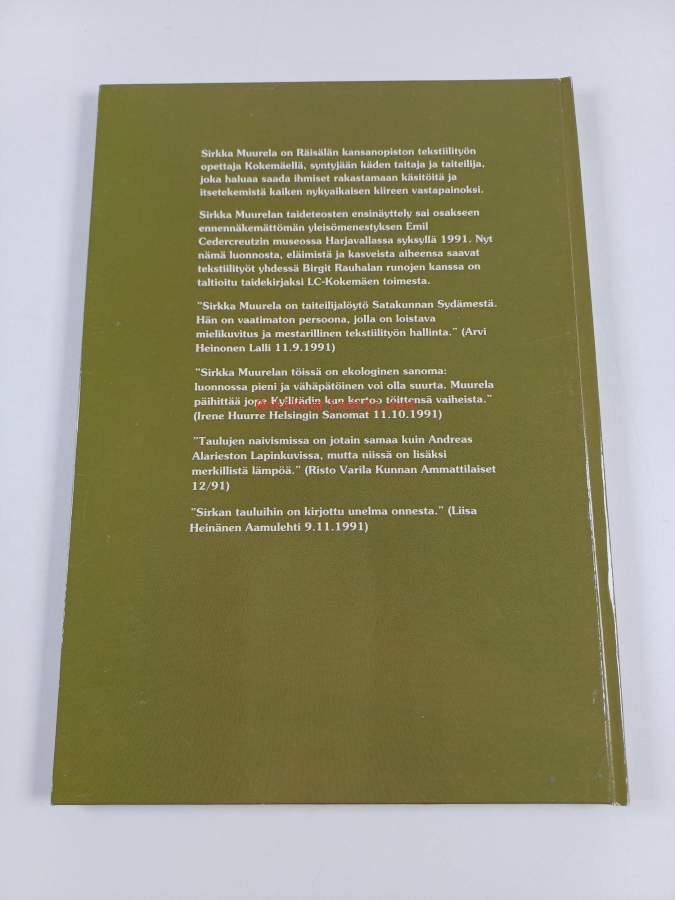 Sirkka Muurela on Räisälän kansanopiston tekstiilityön
opettaja Kokemäellä, syntyjään käden taitaja ja taiteilija,
joka haluaa saada ihmiset rakastamaan käsitöitä ja
itsetekemistä kaiken nykyaikaisen kiireen vastapainoksi.
Sirkka Muurelan taideteosten ensinäyttely sai osakseen
ennennäkemättömän yleisömenestyksen Emil
Cedercreutzin museossa Harjavallassa syksyllä 1991. Nyt
nämä luonnosta, eläimistä ja kasveista aiheensa saavat
tekstiilityöt yhdessä Birgit Rauhalan runojen kanssa on
taltioitu taidekirjaksi LC-Kokemäen toimesta.
"Sirkka Muurela on taiteilijalöytö Satakunnan Sydämestä.
Hän on vaatimaton persoona, jolla on loistava
mielikuvitus ja mestarillinen tekstiilityön hallinta." (Arvi
Heinonen Lalli 11.9.1991)
"Sirkka Muurelan töissä on ekologinen sanoma:
luonnossa pieni ja vähäpätöinen voi olla suurta. Muurela
päihittää jopa Kyllitädin kun kertoo töittensä vaiheista."
(Irene Huurre Helsingin Sanomat 11.10.1991)
"Taulujen naivismissa on jotain samaa kuin Andreas
Alarieston Lapinkuvissa, mutta niissä on lisäksi
merkillistä lämpöä." (Risto Varila Kunnan Ammattilaiset
12/91)
"Sirkan tauluihin on kirjottu unelma onnesta." (Liisa
Heinänen Aamulehti 9.11.1991)